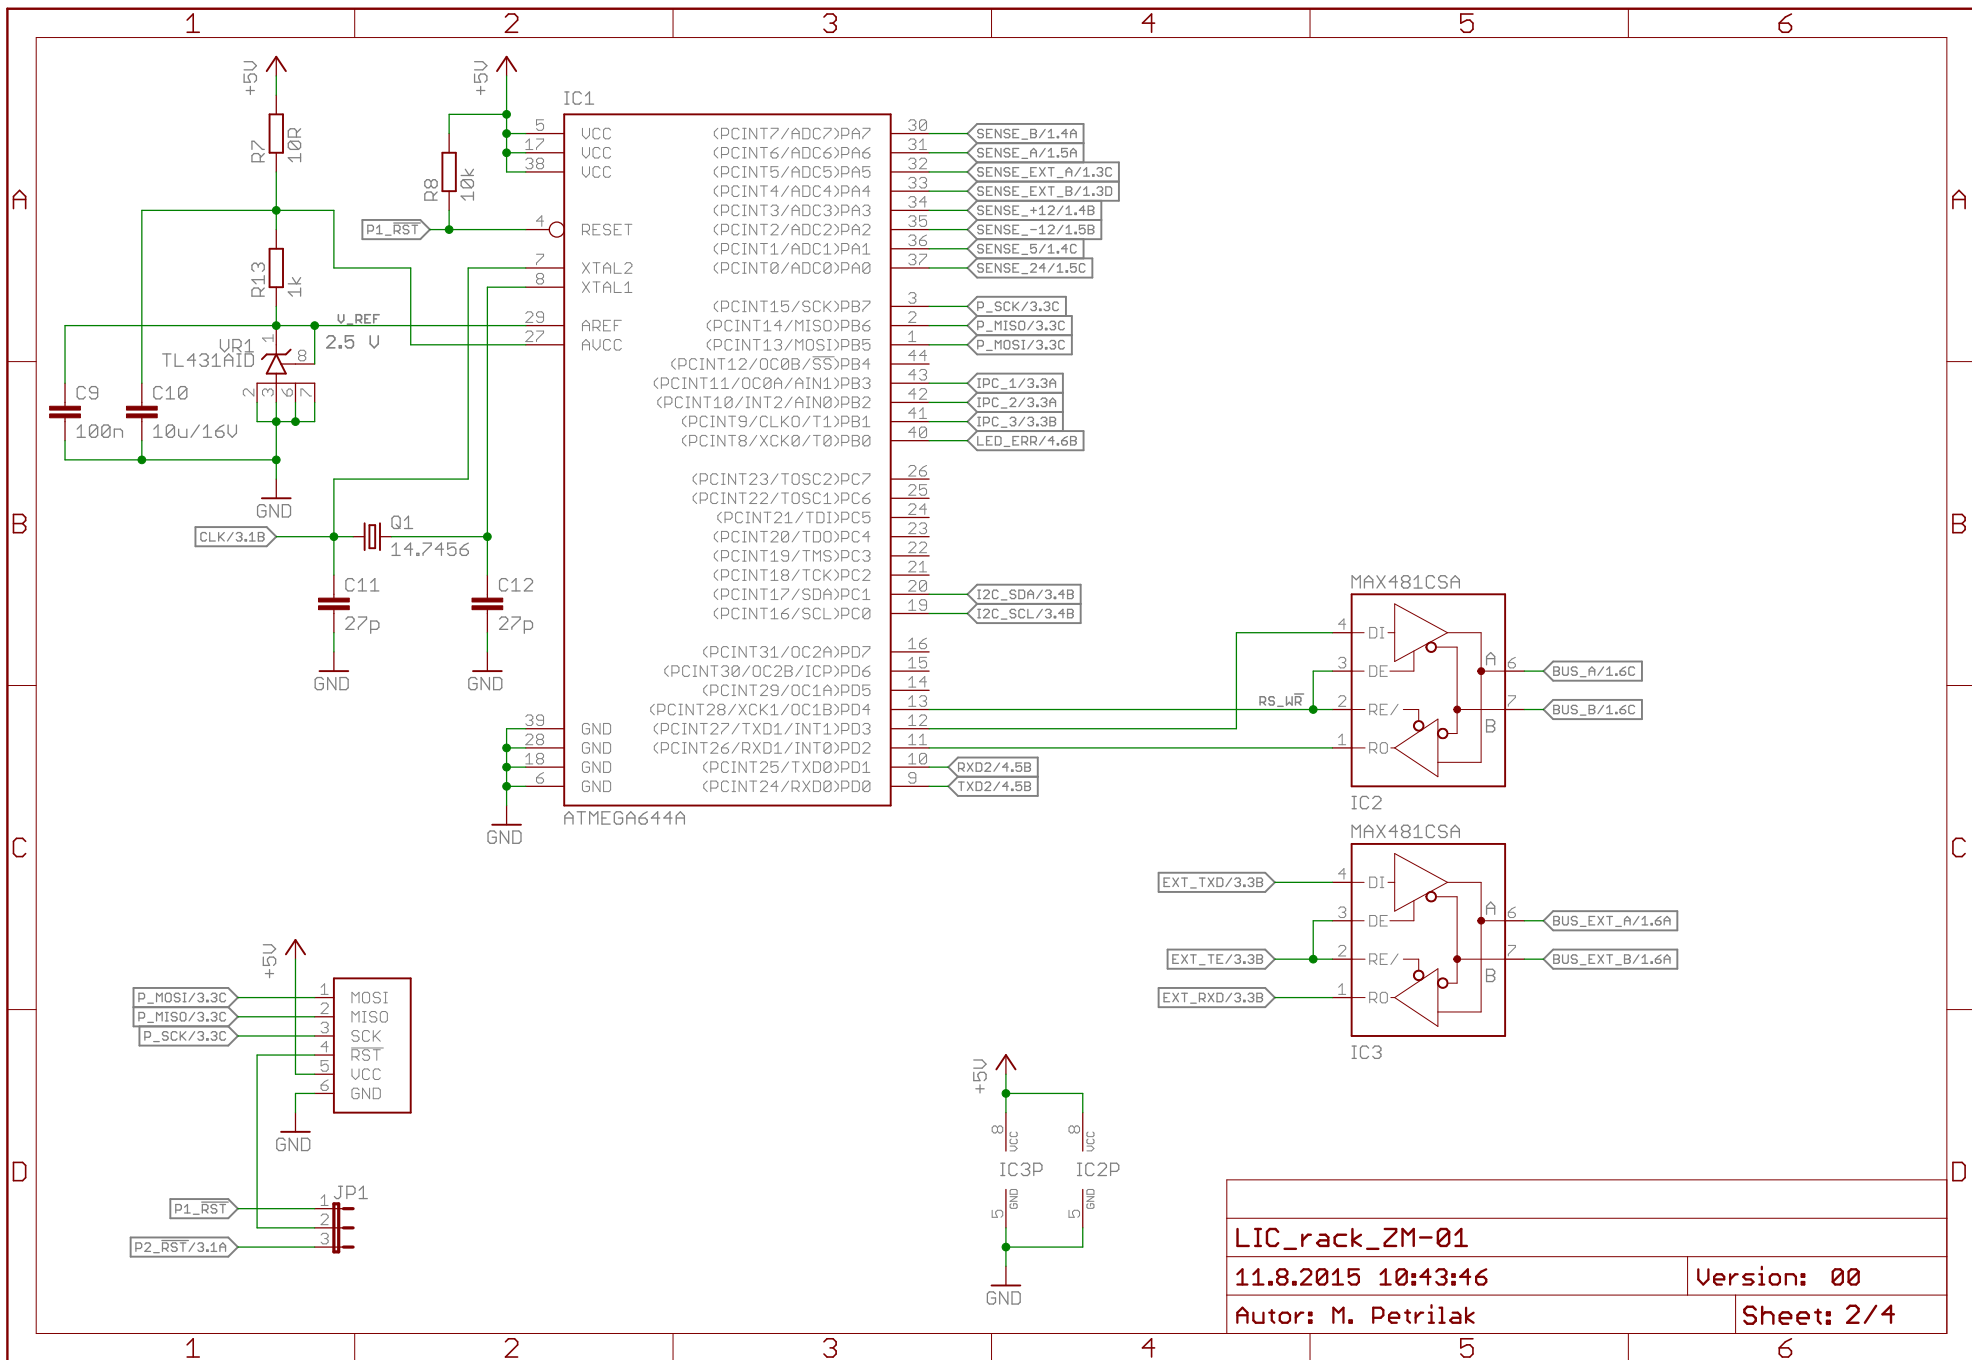 1 2 3 4 5 6
A A
B B
C C
D D
+5V
R7
10R
R13
1k
V_REF
2.5 V
VR1
TL431AID
1
8
2 3 6 7
C9
100n
C10
10u/16V
GND
+5V
R8
10k
P1_RST
CLK/3.1B
Q1
14.7456
C11
27p
GND
C12
27p
GND
IC1
5 VCC
17 VCC
38 VCC
4 RESET
7 XTAL2
8 XTAL1
29 AREF
27 AVCC
39 GND
28 GND
18 GND
6 GND
GND
ATMEGA644A
(PCINT7/ADC7)PA7 30 SENSE_B/1.4A
(PCINT6/ADC6)PA6 31 SENSE_A/1.5A
(PCINT5/ADC5)PA5 32 SENSE_EXT_A/1.3C
(PCINT4/ADC4)PA4 33 SENSE_EXT_B/1.3D
(PCINT3/ADC3)PA3 34 SENSE_+12/1.4B
(PCINT2/ADC2)PA2 35 SENSE_-12/1.5B
(PCINT1/ADC1)PA1 36 SENSE_5/1.4C
(PCINT0/ADC0)PA0 37 SENSE_24/1.5C
(PCINT15/SCK)PB7 3 P_SCK/3.3C
(PCINT14/MISO)PB6 2 P_MISO/3.3C
(PCINT13/MOSI)PB5 1 P_MOSI/3.3C
(PCINT12/OC0B/SS)PB4 44
(PCINT11/OC0A/AIN1)PB3 43 IPC_1/3.3A
(PCINT10/INT2/AIN0)PB2 42 IPC_2/3.3A
(PCINT9/CLKO/T1)PB1 41 IPC_3/3.3B
(PCINT8/XCK0/T0)PB0 40 LED_ERR/4.6B
(PCINT23/TOSC2)PC7 26
(PCINT22/TOSC1)PC6 25
(PCINT21/TDI)PC5 24
(PCINT20/TDO)PC4 23
(PCINT19/TMS)PC3 22
(PCINT18/TCK)PC2 21
(PCINT17/SDA)PC1 20 I2C_SDA/3.4B
(PCINT16/SCL)PC0 19 I2C_SCL/3.4B
(PCINT31/OC2A)PD7 16
(PCINT30/OC2B/ICP)PD6 15
(PCINT29/OC1A)PD5 14
(PCINT28/XCK1/OC1B)PD4 13
(PCINT27/TXD1/INT1)PD3 12
(PCINT26/RXD1/INT0)PD2 11
(PCINT25/TXD0)PD1 10 RXD2/4.5B
(PCINT24/RXD0)PD0 9 TXD2/4.5B
RS_WR
MAX481CSA
4 DI
3 DE
2 RE/
1 RO
A 6 BUS_A/1.6C
B 7 BUS_B/1.6C
IC2
MAX481CSA
EXT_TXD/3.3B 4 DI
3 DE
EXT_TE/3.3B 2 RE/
EXT_RXD/3.3B 1 RO
A 6 BUS_EXT_A/1.6A
B 7 BUS_EXT_B/1.6A
IC3
+5V
P_MOSI/3.3C 1 MOSI
P_MISO/3.3C 2 MISO
P_SCK/3.3C 3 SCK
4 RST
5 VCC
6 GND
GND
JP1
P1_RST 1
2
P2_RST/3.1A 3
+5V
8 VCC 8 VCC
IC3P IC2P
5 GND 5 GND
GND
LIC_rack_ZM-01
11.8.2015 10:43:46 Version: 00
Autor: M. Petrilak Sheet: 2/4
1 2 3 4 5 6